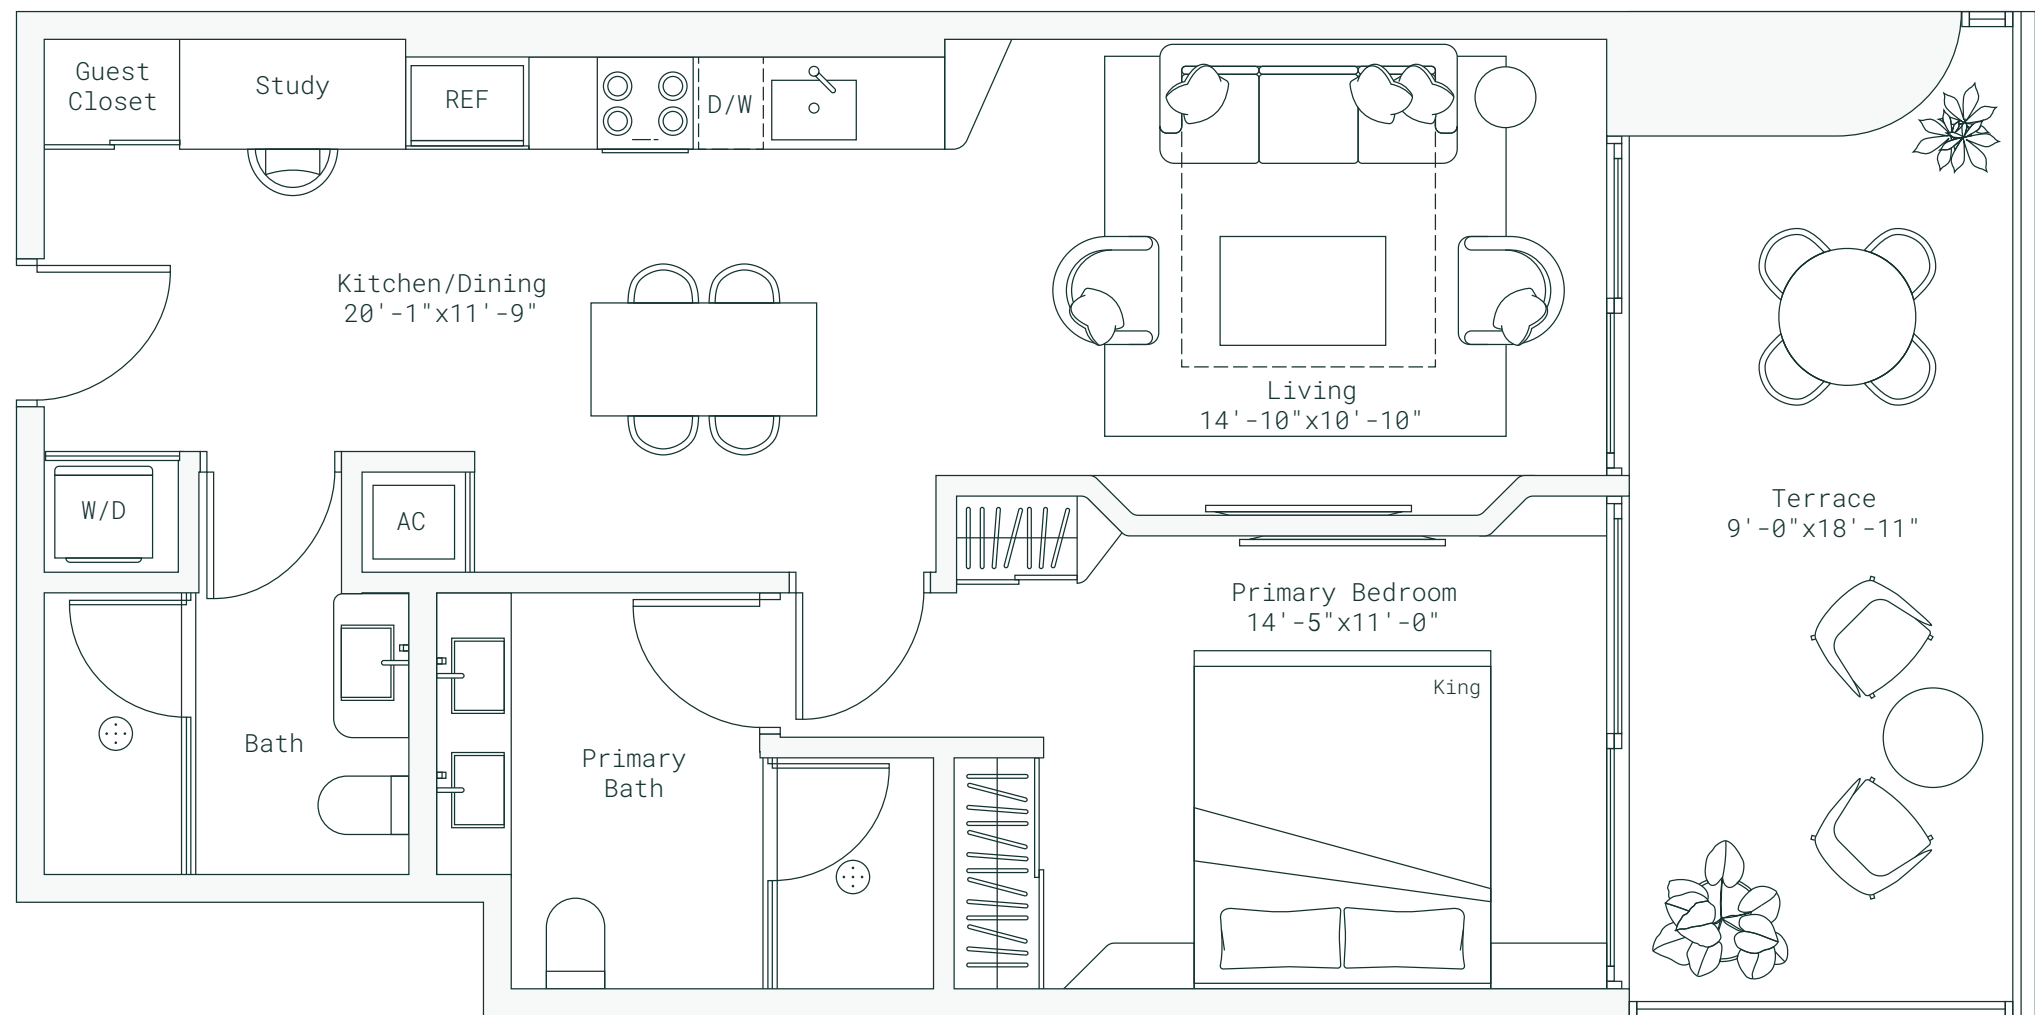 Guest
Closet
Study
REF
D/W
Kitchen/Dining
20'-1"x11'-9"
Living
14'-10"x10'-10"
W/D
AC
Terrace
9'-0"x18'-11"
Primary Bedroom
14'-5"x11'-0"
King
Bath
Primary
Bath